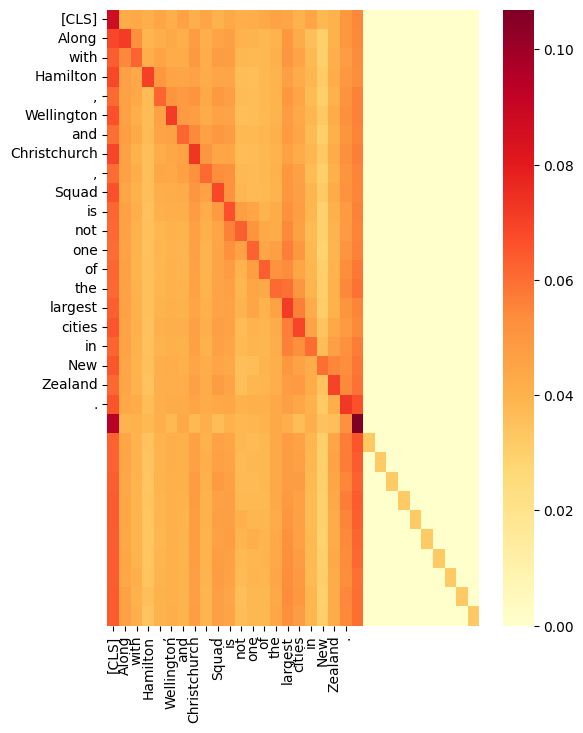 [CLS]
Along
with
Hamilton
,
Wellington
and
Christchurch
,
Squad
is
not
one
of
the
largest
cities
in
New
Zealand
.
0.10
0.08
0.06
0.04
0.02
0.00
[CLS]
Along
with
Hamilton
,
Wellington
and
Christchurch
,
Squad
is
not
one
of
the
largest
cities
in
New
Zealand
.